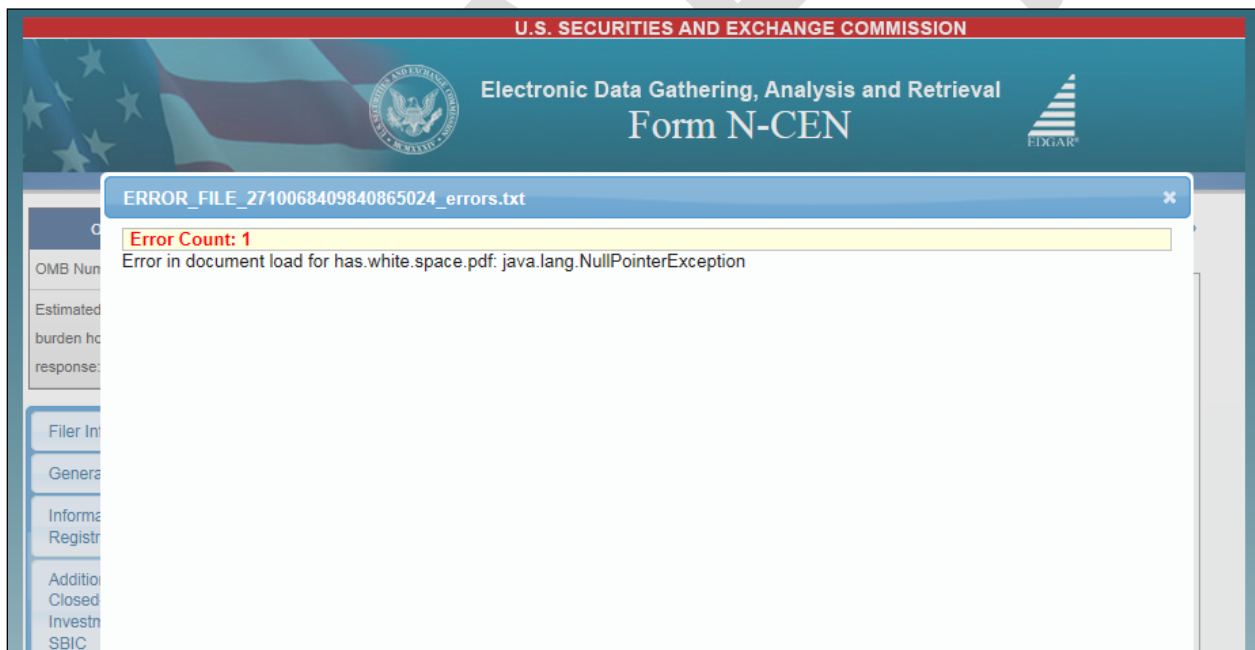 U.S. SECURITIES AND EXCHANGE COMMISSION
Electronic Data Gathering, Analysis and Retrieval
Form N-CEN
EDGAR®
ERROR_FILE_2710068409840865024_errors.txt
Error Count: 1
Error in document load for has.white.space.pdf: java.lang.NullPointerException
OMB Num
Estimated
burden ho
response:
Filer Inf
Genera
Informa
Registr
Additio
Closed
Investm
SBIC